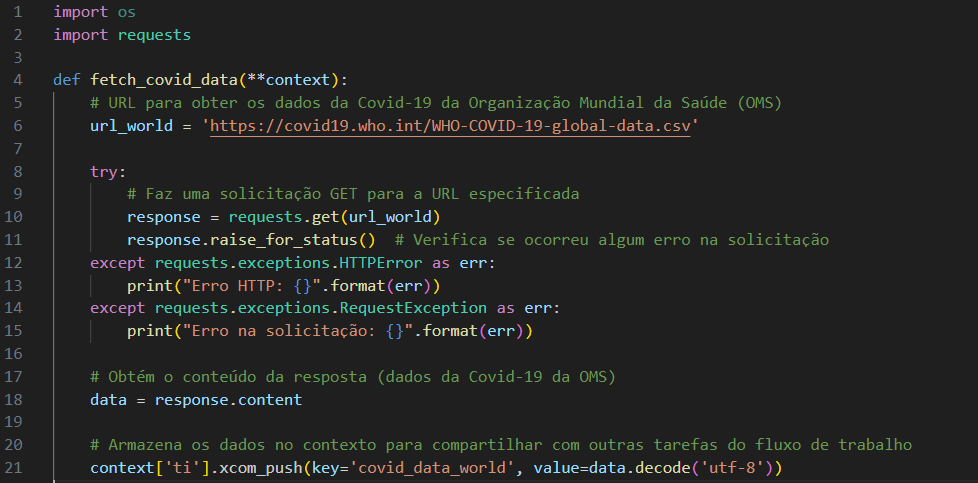 1 import os
2 import requests
3
4 def fetch_covid_data(**context):
5 # URL para obter os dados da Covid-19 da Organização Mundial da Saúde (OMS)
6 url_world = 'https://covid19.who.int/WHO-COVID-19-global-data.csv'
7
8 try:
9 # Faz uma solicitação GET para a URL especificada
10 response = requests.get(url_world)
11 response.raise_for_status()  # Verifica se ocorreu algum erro na solicitação
12 except requests.exceptions.HTTPError as err:
13 print("Erro HTTP: {}".format(err))
14 except requests.exceptions.RequestException as err:
15 print("Erro na solicitação: {}".format(err))
16
17 # Obtém o conteúdo da resposta (dados da Covid-19 da OMS)
18 data = response.content
19
20 # Armazena os dados no contexto para compartilhar com outras tarefas do fluxo de trabalho
21 context['ti'].xcom_push(key='covid_data_world', value=data.decode('utf-8'))